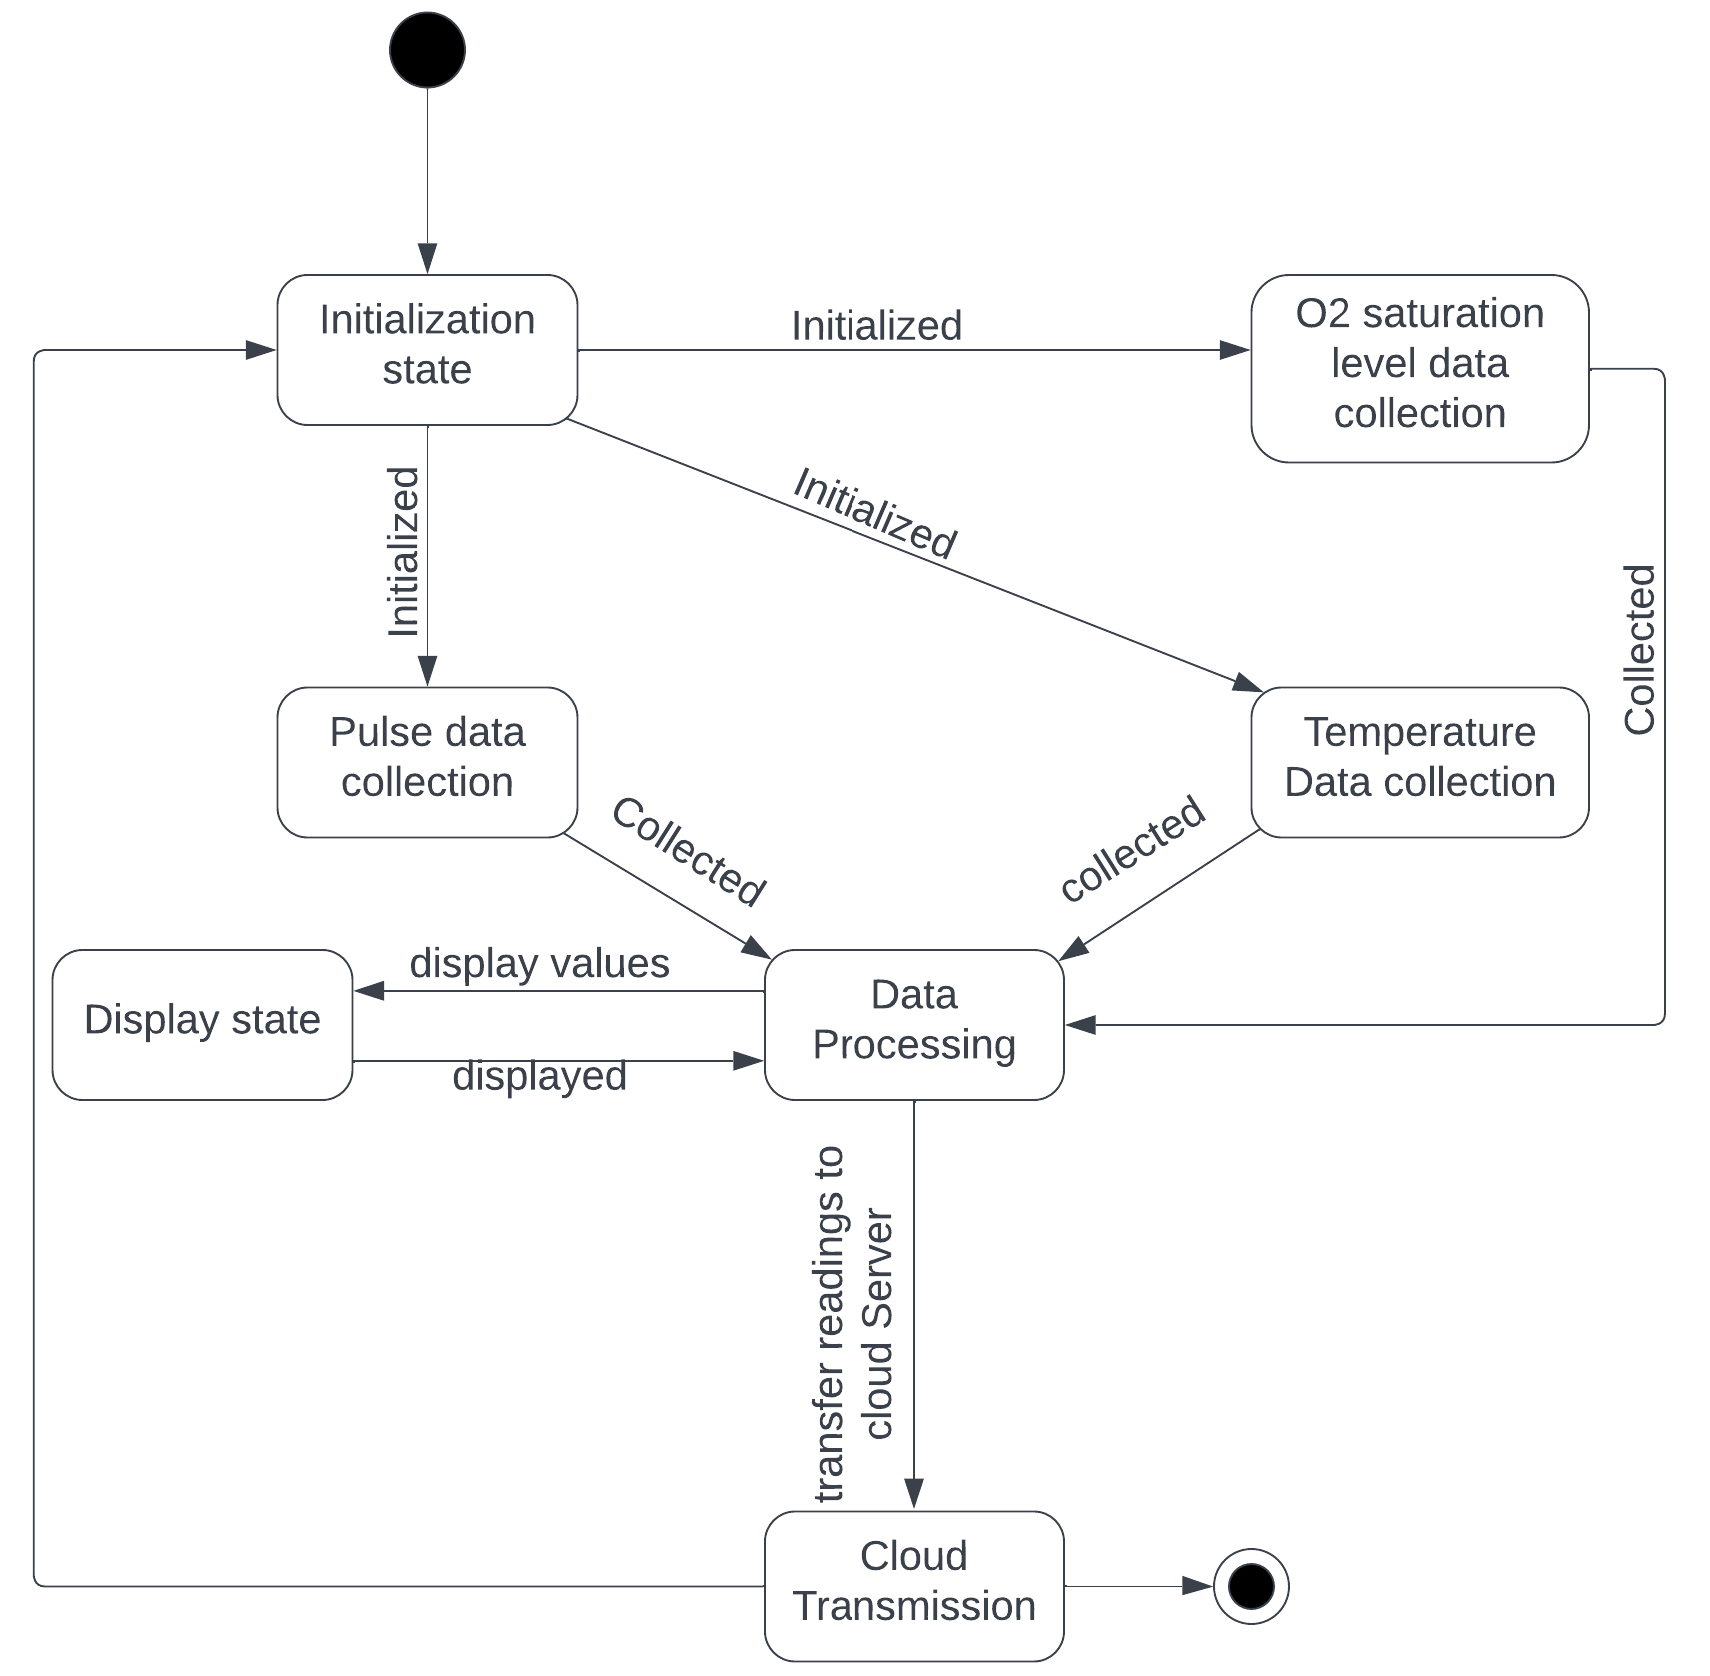 Initialization
state
Initialized
O2 saturation
level data
collection
Initialized
Initialized
Collected
Pulse data
collection
Temperature
Data collection
Collected
collected
Display state
display values
displayed
Data
Processing
transfer readings to
cloud Server
Cloud
Transmission